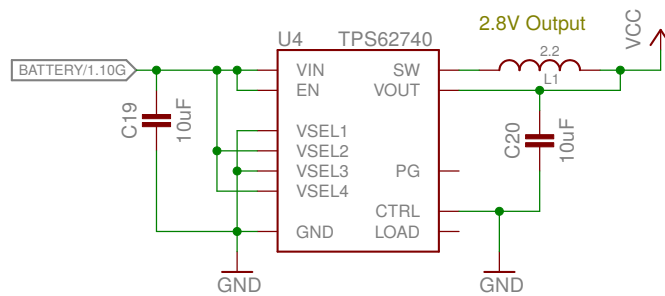 2.8V Output
VCC
U4 TPS62740
2.2
L1
BATTERY/1.10G
VIN SW
EN VOUT
C19
10uF
VSEL1
VSEL2
VSEL3 PG
VSEL4
C20
10uF
CTRL
GND LOAD
GND
GND